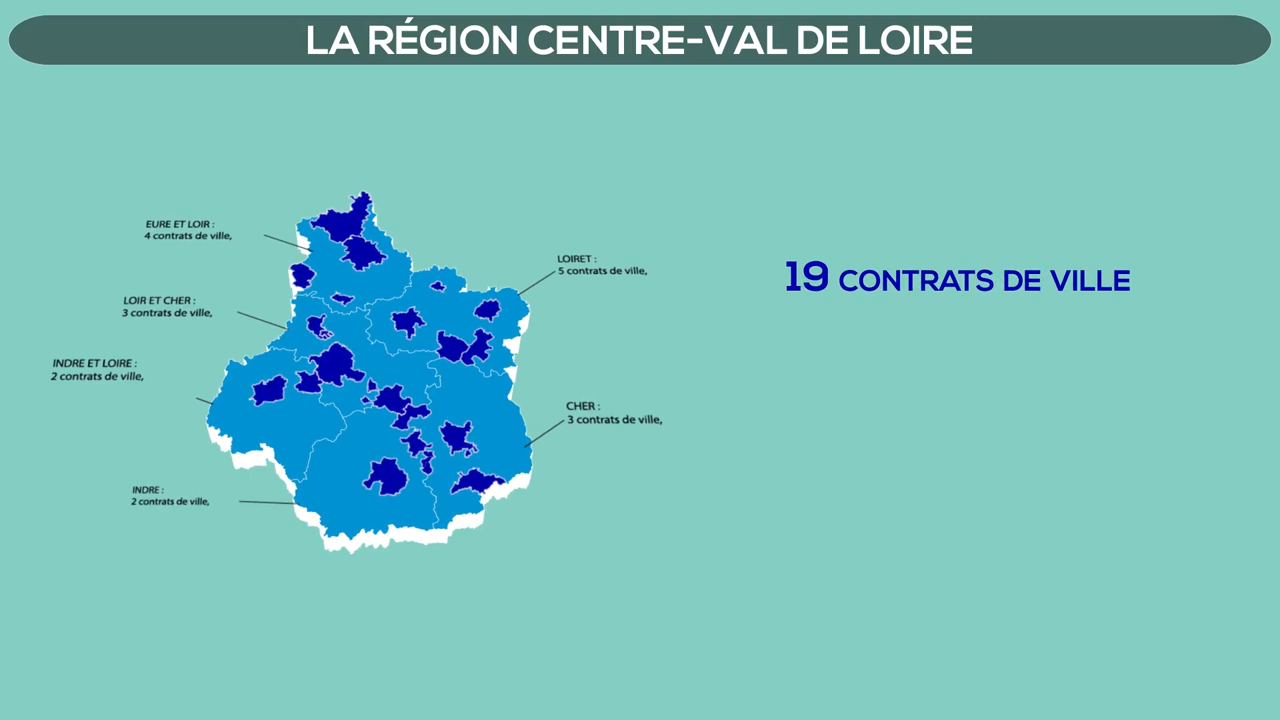 LA RÉGION CENTRE-VAL DE LOIRE
EURE ET LOIR :
4 contrats de ville,
LOIRET :
5 contrats de ville,
19 CONTRATS DE VILLE
LOIR ET CHER :
3 contrats de ville,
INDRE ET LOIRE :
2 contrats de ville,
CHER :
3 contrats de ville,
INDRE :
2 contrats de ville,